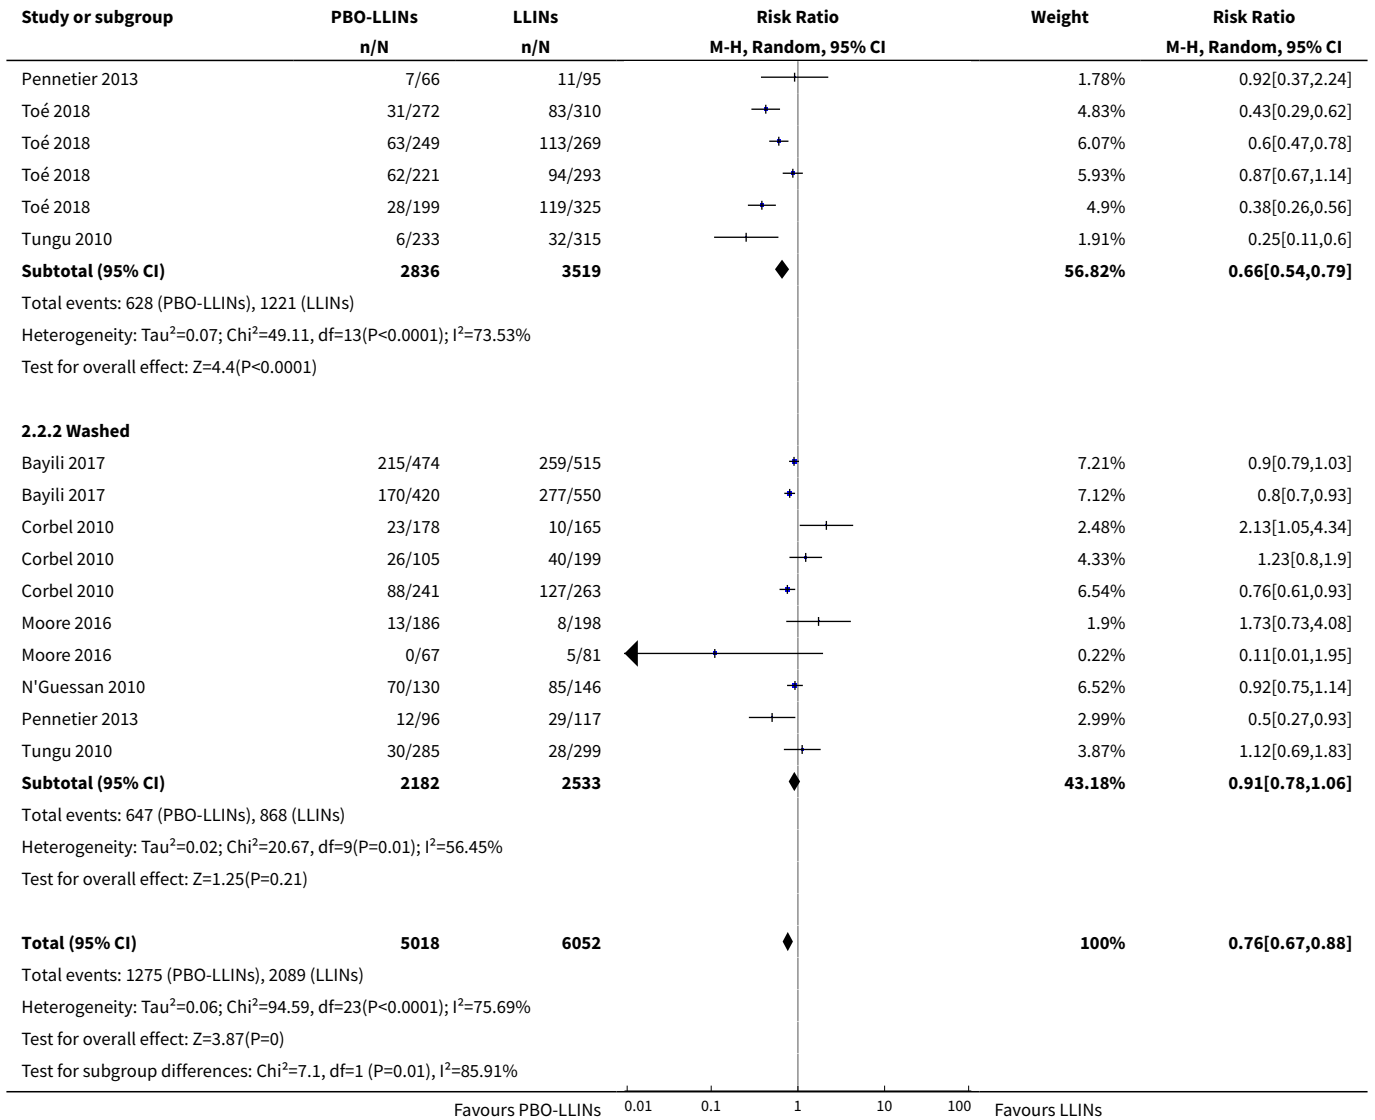 Study or subgroup PBO-LLINs LLINs Risk Ratio Weight Risk Ratio
n/N n/N M-H, Random, 95% CI M-H, Random, 95% CI
Pennetier 2013 7/66 11/95 1.78% 0.92[0.37,2.24]
Toé 2018 31/272 83/310 4.83% 0.43[0.29,0.62]
Toé 2018 63/249 113/269 6.07% 0.6[0.47,0.78]
Toé 2018 62/221 94/293 5.93% 0.87[0.67,1.14]
Toé 2018 28/199 119/325 4.9% 0.38[0.26,0.56]
Tungu 2010 6/233 32/315 1.91% 0.25[0.11,0.6]
Subtotal (95% CI) 2836 3519 56.82% 0.66[0.54,0.79]
Total events: 628 (PBO-LLINs), 1221 (LLINs)
Heterogeneity: Tau²=0.07; Chi²=49.11, df=13(P<0.0001); I²=73.53%
Test for overall effect: Z=4.4(P<0.0001)
2.2.2 Washed
Bayili 2017 215/474 259/515 7.21% 0.9[0.79,1.03]
Bayili 2017 170/420 277/550 7.12% 0.8[0.7,0.93]
Corbel 2010 23/178 10/165 2.48% 2.13[1.05,4.34]
Corbel 2010 26/105 40/199 4.33% 1.23[0.8,1.9]
Corbel 2010 88/241 127/263 6.54% 0.76[0.61,0.93]
Moore 2016 13/186 8/198 1.9% 1.73[0.73,4.08]
Moore 2016 0/67 5/81 0.22% 0.11[0.01,1.95]
N'Guessan 2010 70/130 85/146 6.52% 0.92[0.75,1.14]
Pennetier 2013 12/96 29/117 2.99% 0.5[0.27,0.93]
Tungu 2010 30/285 28/299 3.87% 1.12[0.69,1.83]
Subtotal (95% CI) 2182 2533 43.18% 0.91[0.78,1.06]
Total events: 647 (PBO-LLINs), 868 (LLINs)
Heterogeneity: Tau²=0.02; Chi²=20.67, df=9(P=0.01); I²=56.45%
Test for overall effect: Z=1.25(P=0.21)
Total (95% CI) 5018 6052 100% 0.76[0.67,0.88]
Total events: 1275 (PBO-LLINs), 2089 (LLINs)
Heterogeneity: Tau²=0.06; Chi²=94.59, df=23(P<0.0001); I²=75.69%
Test for overall effect: Z=3.87(P=0)
Test for subgroup differences: Chi²=7.1, df=1 (P=0.01), I²=85.91%
Favours PBO-LLINs 0.01 0.1 1 10 100 Favours LLINs